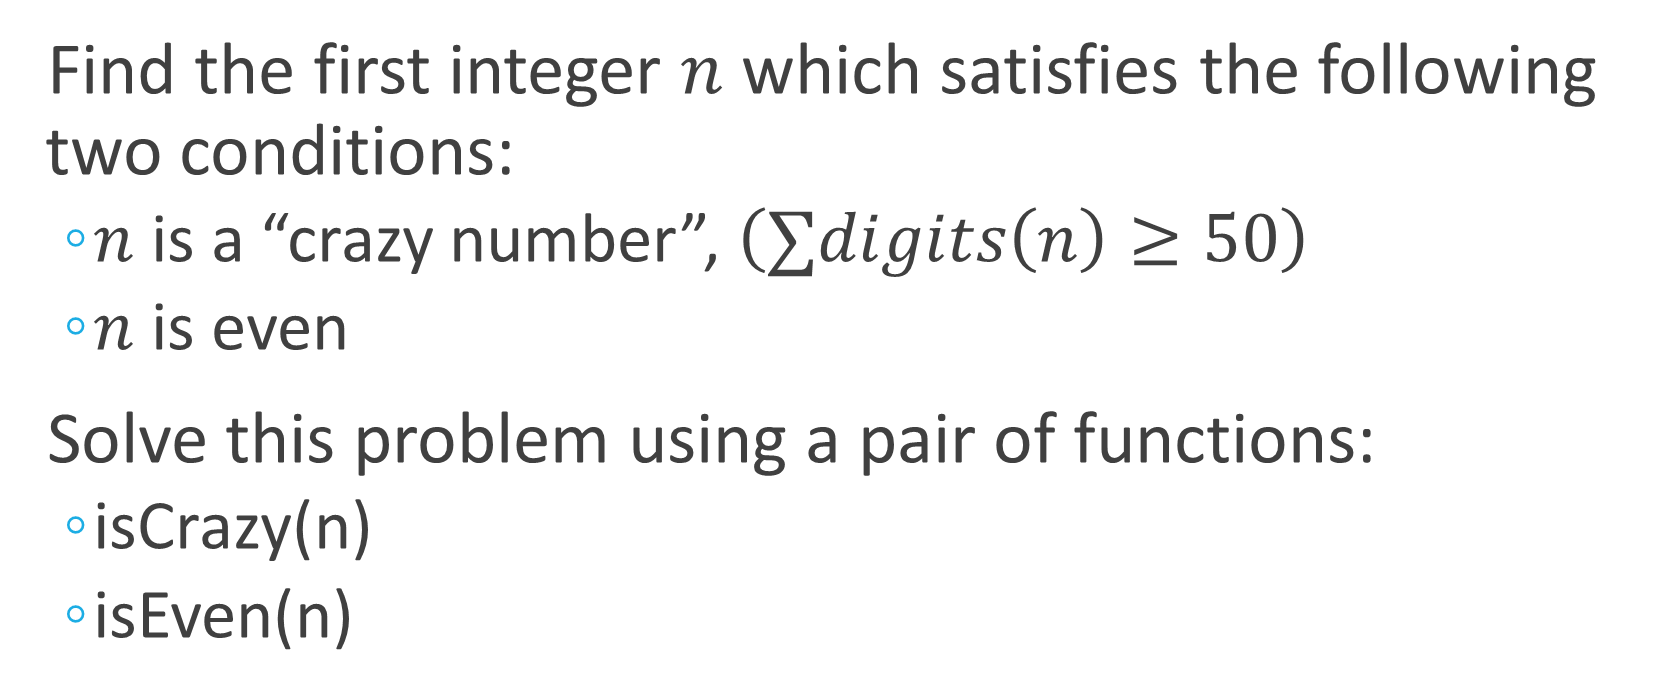 Find the first integer n which satisfies the following
two conditions:
◦n is a “crazy number”, (∑digits(n) ≥ 50)
◦n is even
Solve this problem using a pair of functions:
◦isCrazy(n)
◦isEven(n)